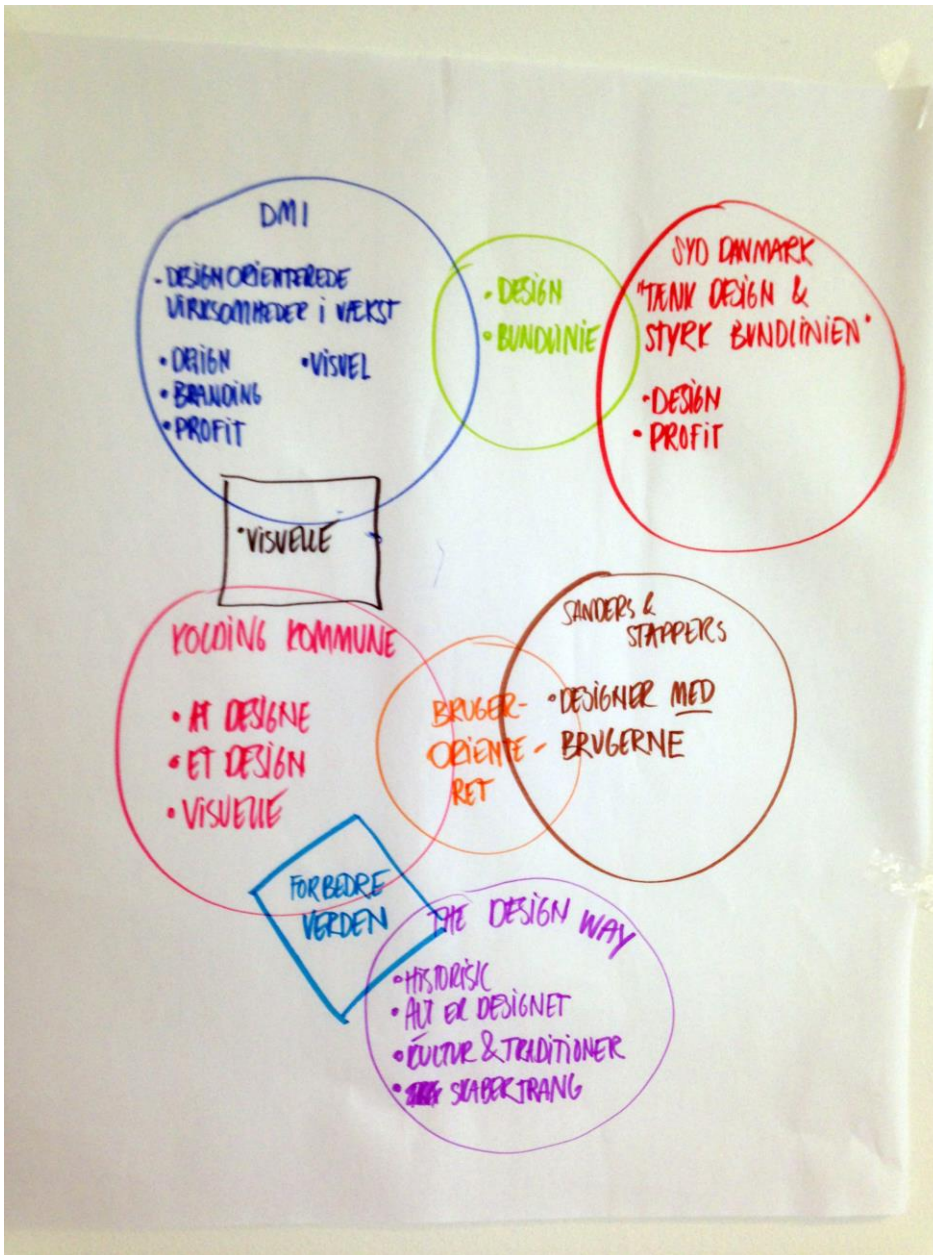 DMI
- DESIGNORIENTEREDE
VIRKSOMHEDER I VÆKST
• DESIGN • VISUEL
• BRANDING
• PROFIT
• DESIGN
• BUNDLINIE
SYD DANMARK
"TÆNK DESIGN &
STYRK BUNDLINIEN"
• DESIGN
• PROFIT
• VISUELLE
KOLDING KOMMUNE
• AT DESIGNE
• ET DESIGN
• VISUELLE
BRUGER-
ORIENTE-
RET
SANDERS &
STAPPERS
• DESIGNER MED
BRUGERNE
FORBEDRE
VERDEN
THE DESIGN WAY
• HISTORISK
• ALT ER DESIGNET
• KULTUR & TRADITIONER
• SKABERTRANG